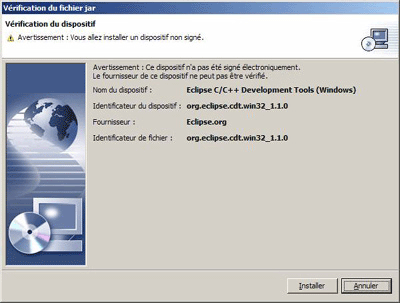 Vérification du fichier jar
Vérification du dispositif
Avertissement : Vous allez installer un dispositif non signé.
Avertissement : Ce dispositif n'a pas été signé électroniquement.
Le fournisseur de ce dispositif ne peut pas être vérifié.
Nom du dispositif : Eclipse C/C++ Development Tools (Windows)
Identificateur du dispositif : org.eclipse.cdt.win32_1.1.0
Fournisseur : Eclipse.org
Identificateur de fichier : org.eclipse.cdt.win32_1.1.0
Installer Annuler